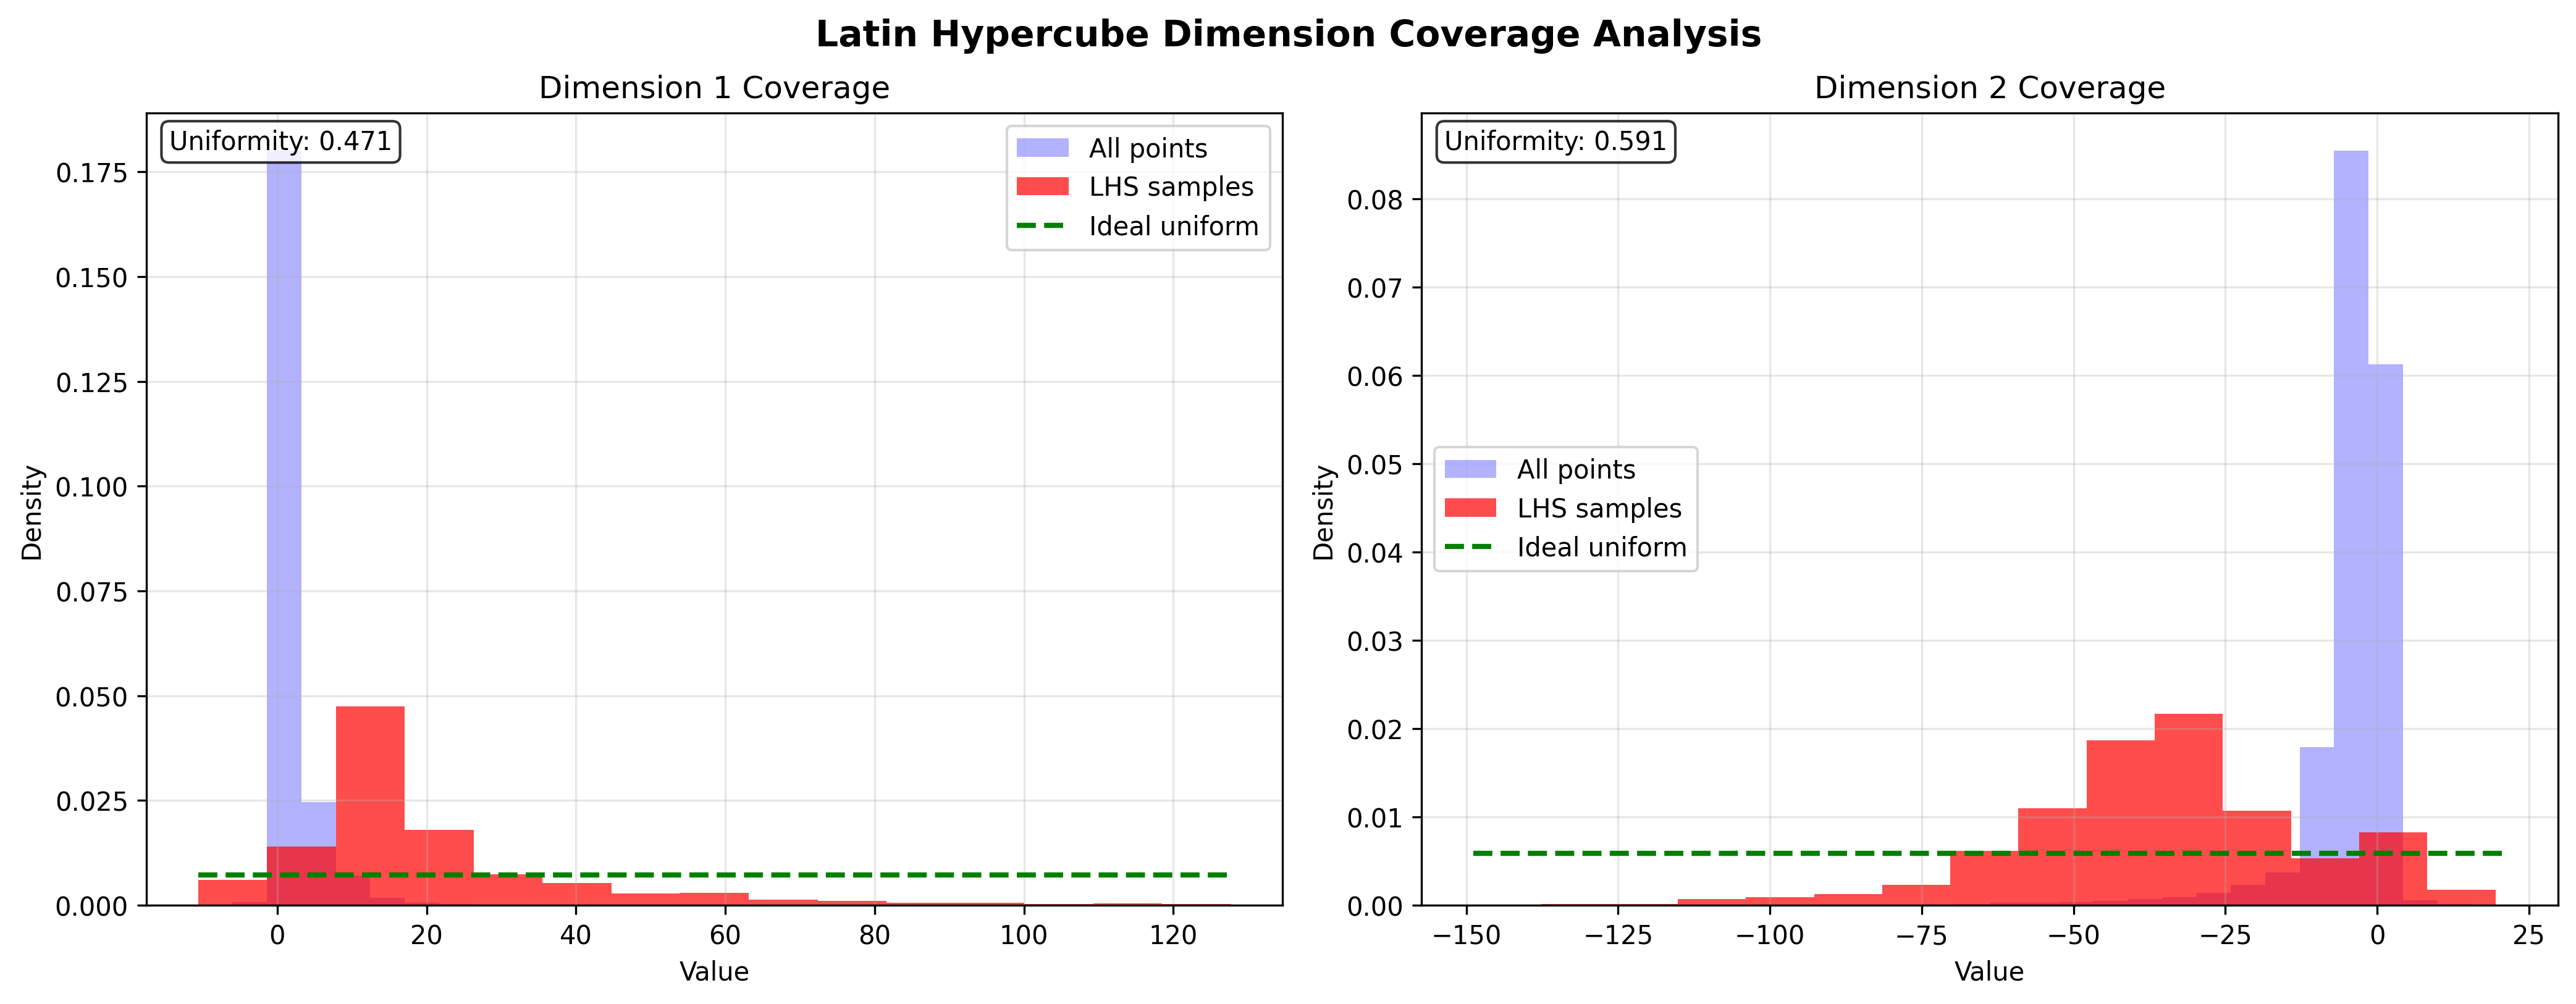 Latin Hypercube Dimension Coverage Analysis
Dimension 1 Coverage
Uniformity: 0.471
All points
LHS samples
Ideal uniform
0.175
0.150
0.125
0.100
0.075
0.050
0.025
0.000
Density
0
20
40
60
80
100
120
Value
Dimension 2 Coverage
Uniformity: 0.591
All points
LHS samples
Ideal uniform
0.08
0.07
0.06
0.05
0.04
0.03
0.02
0.01
0.00
Density
−150
−125
−100
−75
−50
−25
0
25
Value